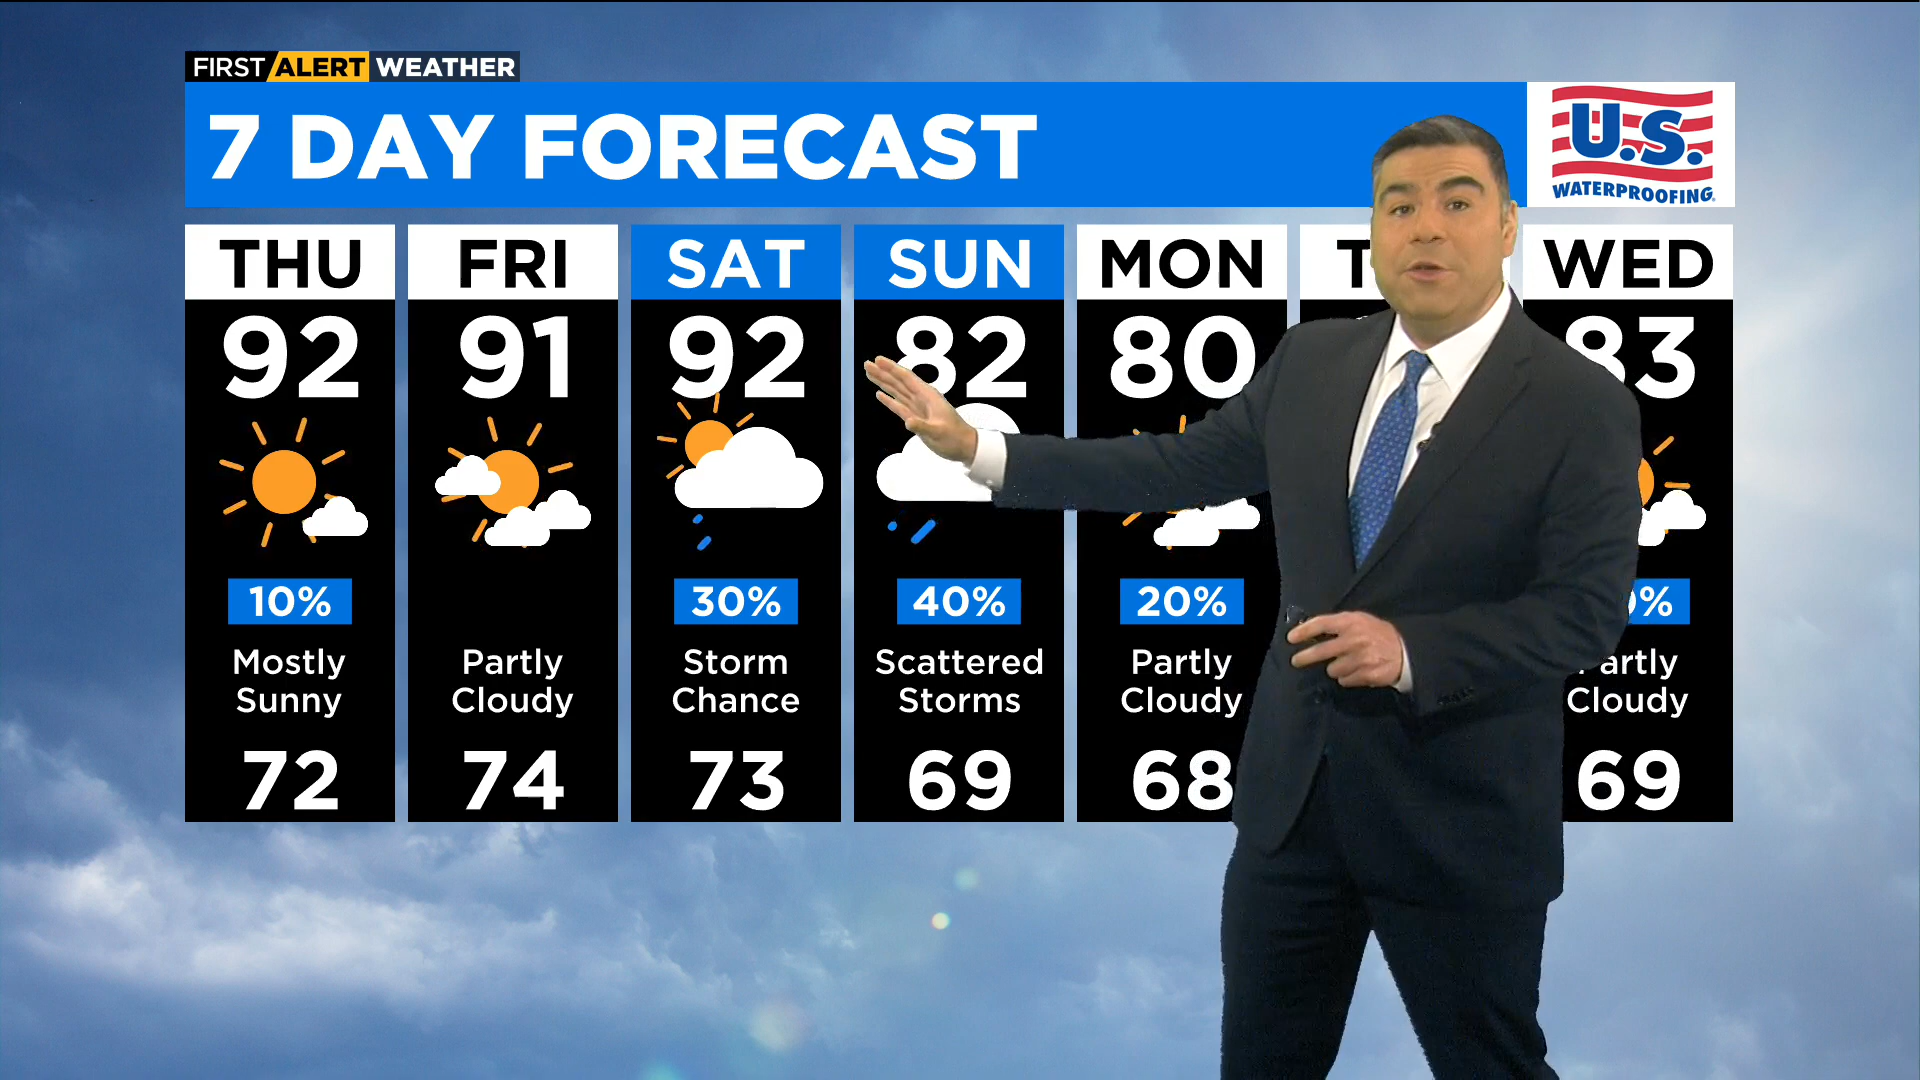 FIRST ALERT WEATHER
7 DAY FORECAST
U.S.
WATERPROOFING
THU
92
10%
Mostly
Sunny
72
FRI
91
Partly
Cloudy
74
SAT
92
30%
Storm
Chance
73
SUN
82
40%
Scattered
Storms
69
MON
80
20%
Partly
Cloudy
68
WED
83
Partly
Cloudy
69